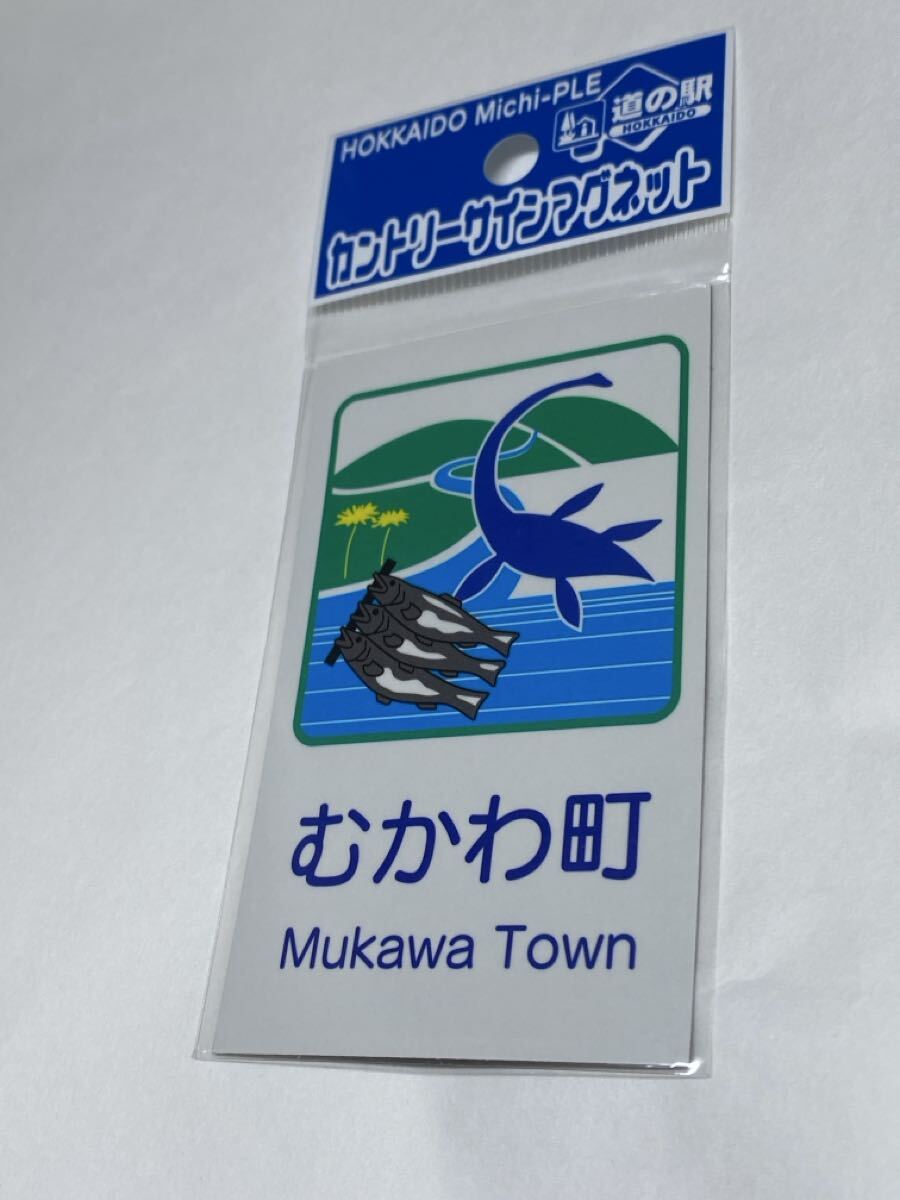 HOKKAIDO Michi-PLE
道の駅
HOKKAIDO
カントリーサインマグネット
むかわ町
Mukawa Town